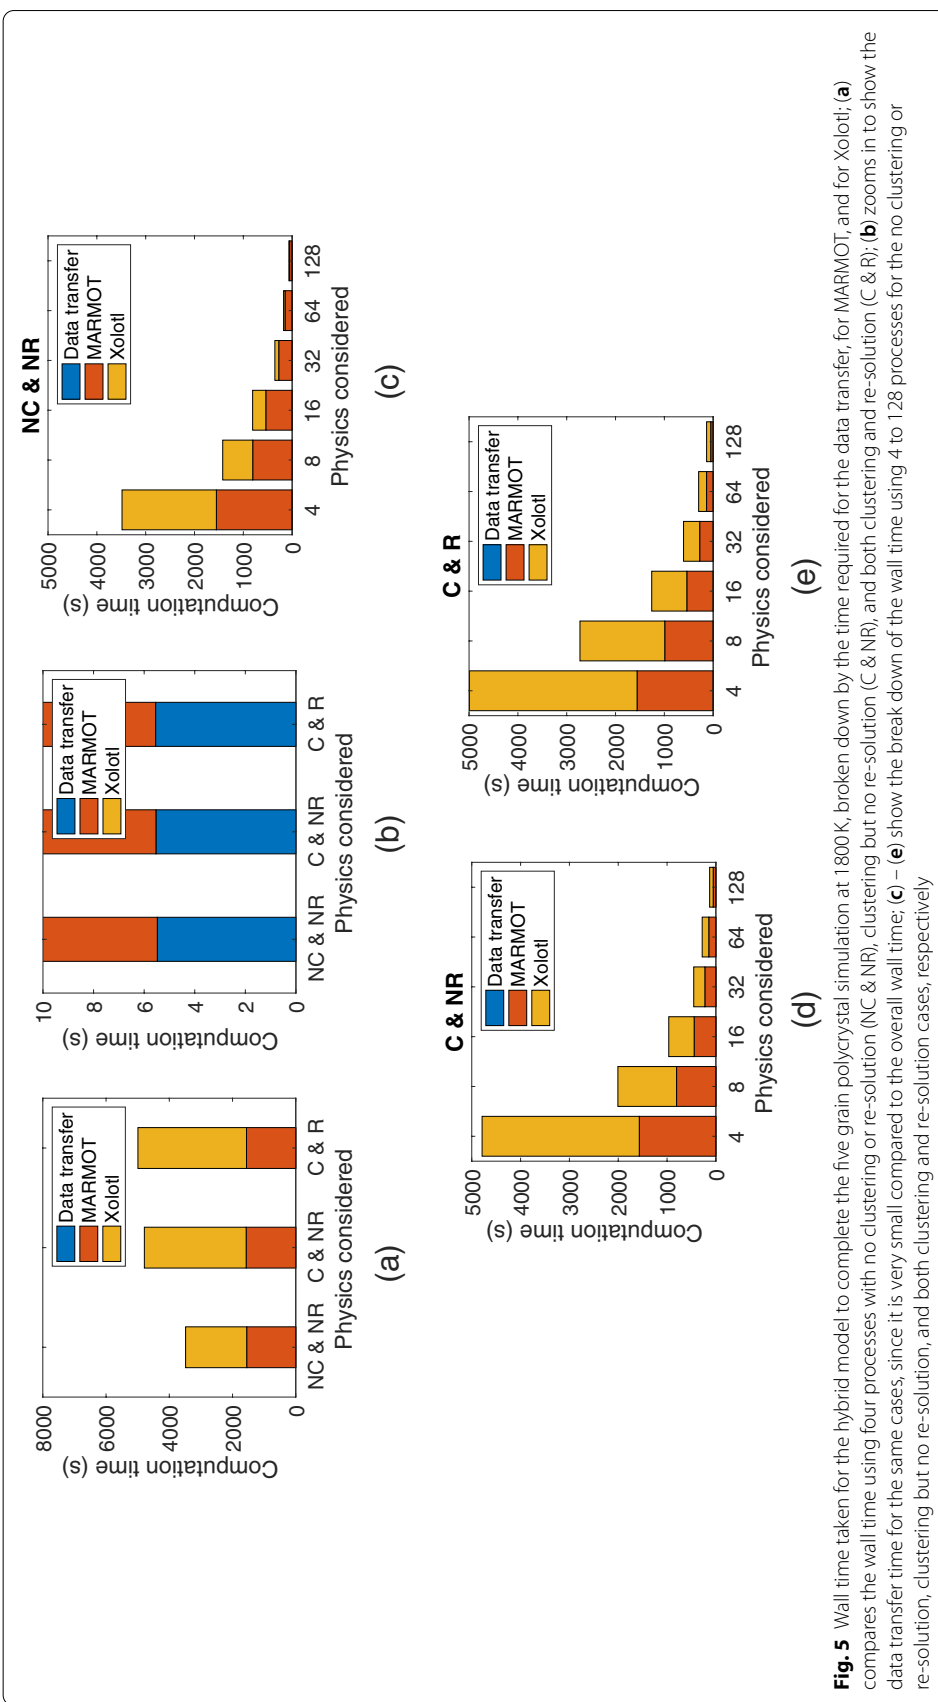 8000
6000
4000
2000
0
Computation time (s)
Data transfer
MARMOT
Xolotl
NC & NR
C & NR
C & R
Physics considered
(a)
10
8
6
4
2
0
Computation time (s)
Data transfer
MARMOT
Xolotl
NC & NR
C & NR
C & R
Physics considered
(b)
NC & NR
5000
4000
3000
2000
1000
0
Computation time (s)
Data transfer
MARMOT
Xolotl
4
8
16
32
64
128
Physics considered
(c)
C & NR
5000
4000
3000
2000
1000
0
Computation time (s)
Data transfer
MARMOT
Xolotl
4
8
16
32
64
128
Physics considered
(d)
C & R
5000
4000
3000
2000
1000
0
Computation time (s)
Data transfer
MARMOT
Xolotl
4
8
16
32
64
128
Physics considered
(e)
Fig. 5 Wall time taken for the hybrid model to complete the five grain polycrystal simulation at 1800 K, broken down by the time required for the data transfer, for MARMOT, and for Xolotl; (a)
compares the wall time using four processes with no clustering or re-solution (NC & NR), clustering but no re-solution (C & NR), and both clustering and re-solution (C & R); (b) zooms in to show the
data transfer time for the same cases, since it is very small compared to the overall wall time; (c) – (e) show the break down of the wall time using 4 to 128 processes for the no clustering or
re-solution, clustering but no re-solution, and both clustering and re-solution cases, respectively